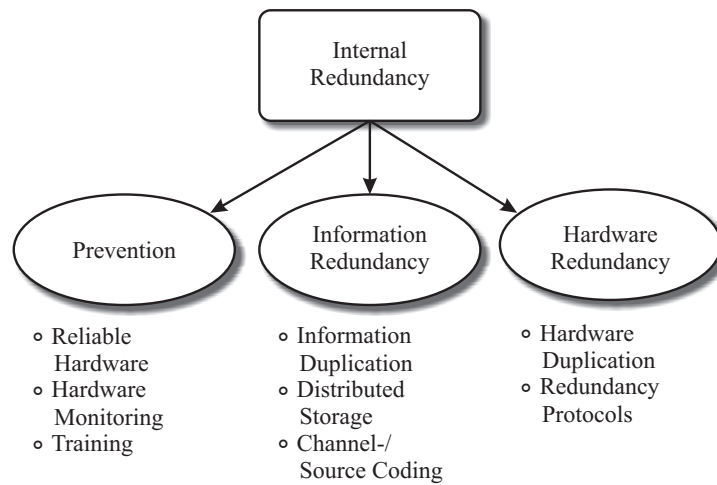 Internal
Redundancy
Prevention
Information
Redundancy
Hardware
Redundancy
Reliable
Hardware
Hardware
Monitoring
Training
Information
Duplication
Distributed
Storage
Channel-/
Source Coding
Hardware
Duplication
Redundancy
Protocols